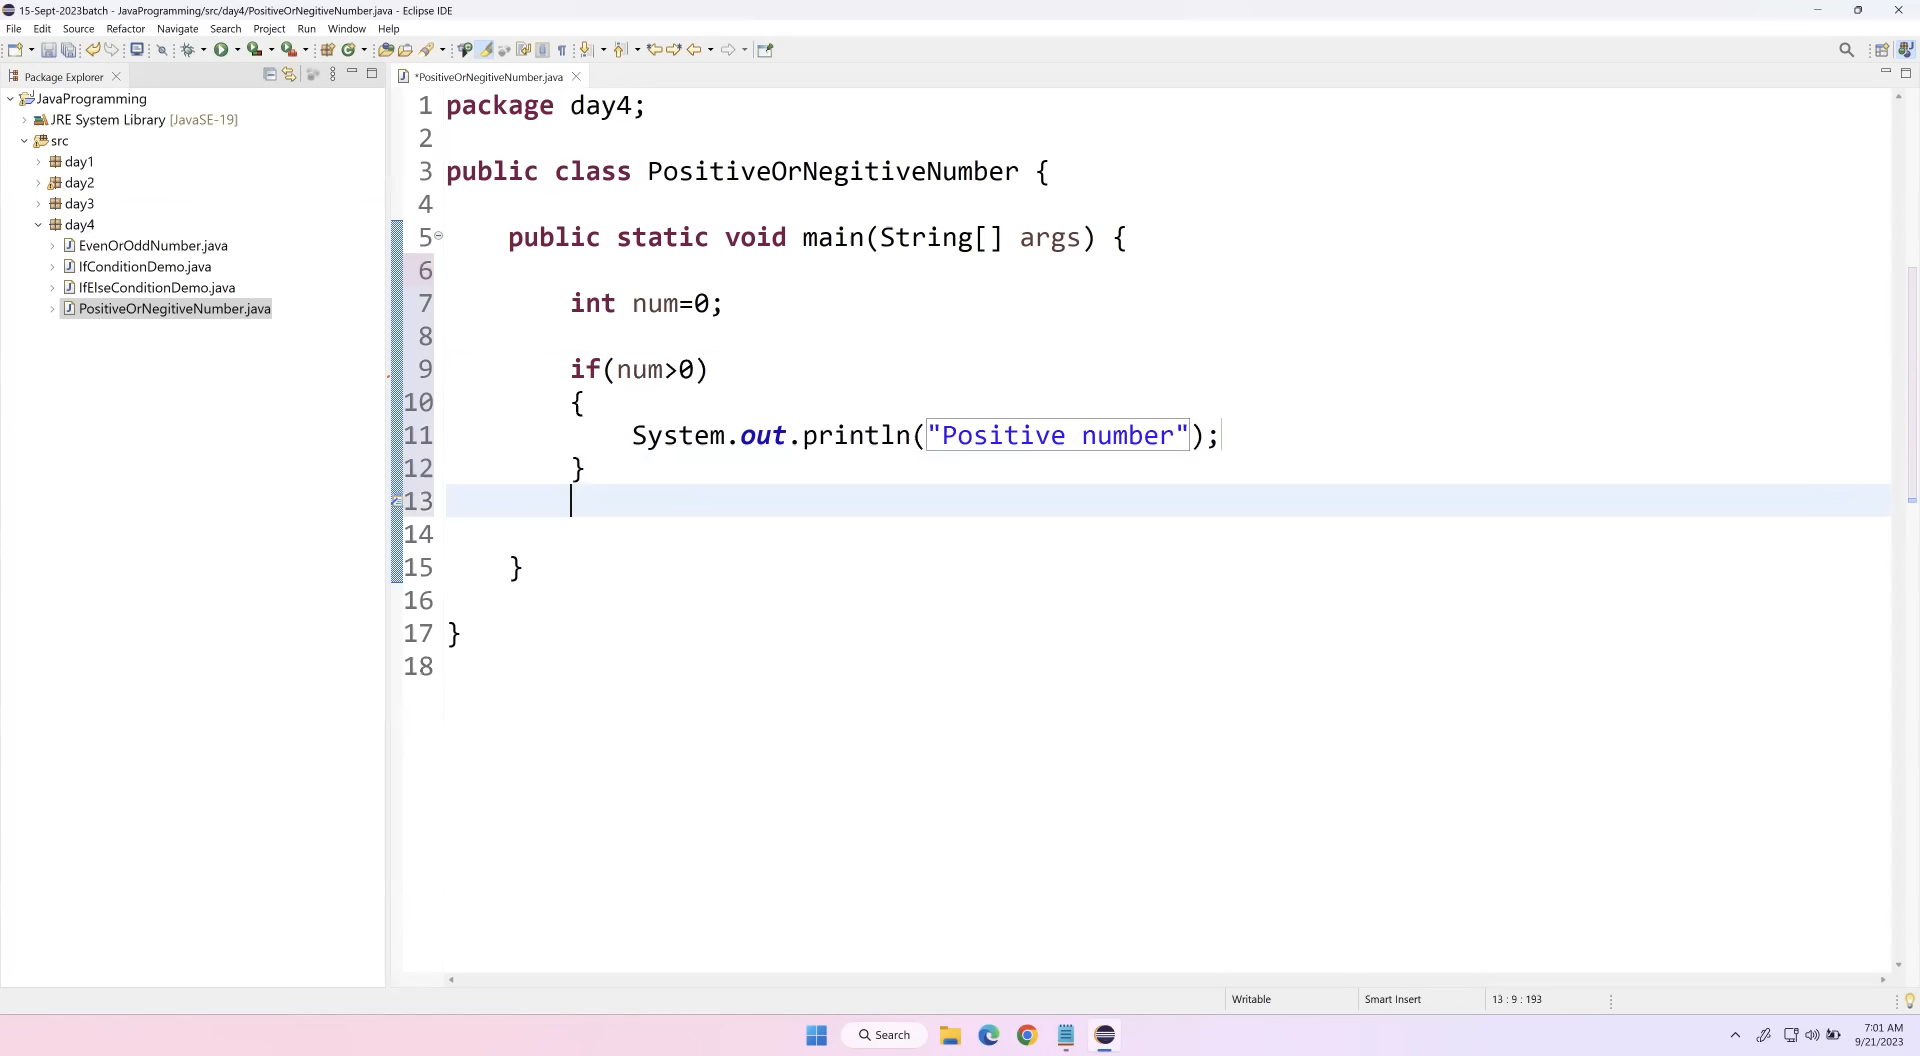 15-Sept-2023batch - JavaProgramming/src/day4/PositiveOrNegitiveNumber.java - Eclipse IDE
File Edit Source Refactor Navigate Search Project Run Window Help
Package Explorer
*PositiveOrNegitiveNumber.java
JavaProgramming
JRE System Library [JavaSE-19]
src
day1
day2
day3
day4
EvenOrOddNumber.java
IfConditionDemo.java
IfElseConditionDemo.java
PositiveOrNegitiveNumber.java
1 package day4;
2
3 public class PositiveOrNegitiveNumber {
4
5 public static void main(String[] args) {
6
7 int num=0;
8
9 if(num>0)
10 {
11 System.out.println("Positive number");
12 }
13
14
15 }
16
17 }
18
Writable Smart Insert 13 : 9 : 193
Search
7:01 AM
9/21/2023